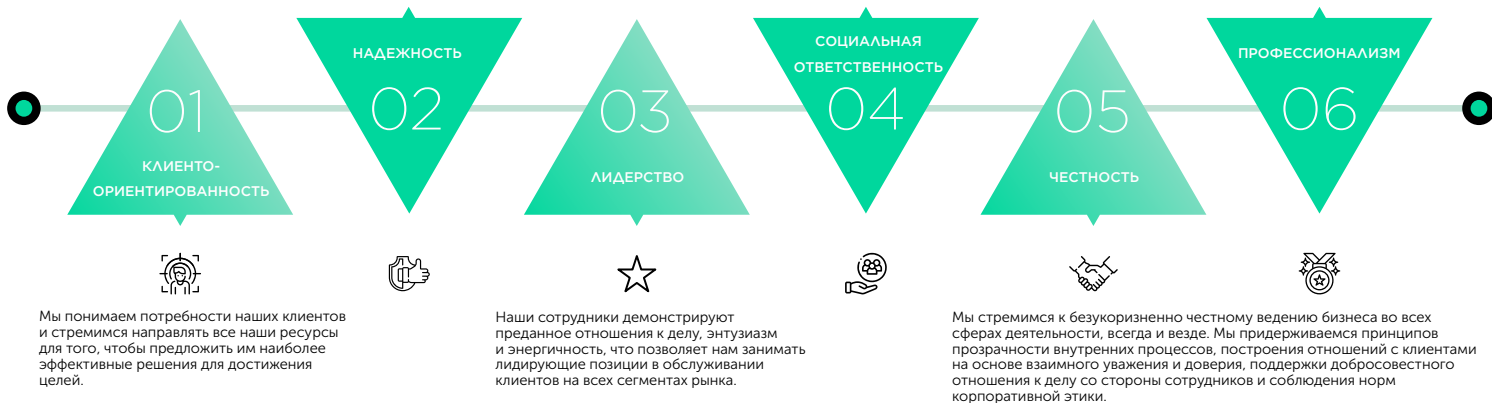 01
КЛИЕНТО-
ОРИЕНТИРОВАННОСТЬ
НАДЕЖНОСТЬ
02
03
ЛИДЕРСТВО
СОЦИАЛЬНАЯ
ОТВЕТСТВЕННОСТЬ
04
05
ЧЕСТНОСТЬ
ПРОФЕССИОНАЛИЗМ
06
Мы понимаем потребности наших клиентов
и стремимся направлять все наши ресурсы
для того, чтобы предложить им наиболее
эффективные решения для достижения
целей.
Наши сотрудники демонстрируют
преданное отношения к делу, энтузиазм
и энергичность, что позволяет нам занимать
лидирующие позиции в обслуживании
клиентов на всех сегментах рынка.
Мы стремимся к безукоризненно честному ведению бизнеса во всех
сферах деятельности, всегда и везде. Мы придерживаемся принципов
прозрачности внутренних процессов, построения отношений с клиентами
на основе взаимного уважения и доверия, поддержки добросовестного
отношения к делу со стороны сотрудников и соблюдения норм
корпоративной этики.